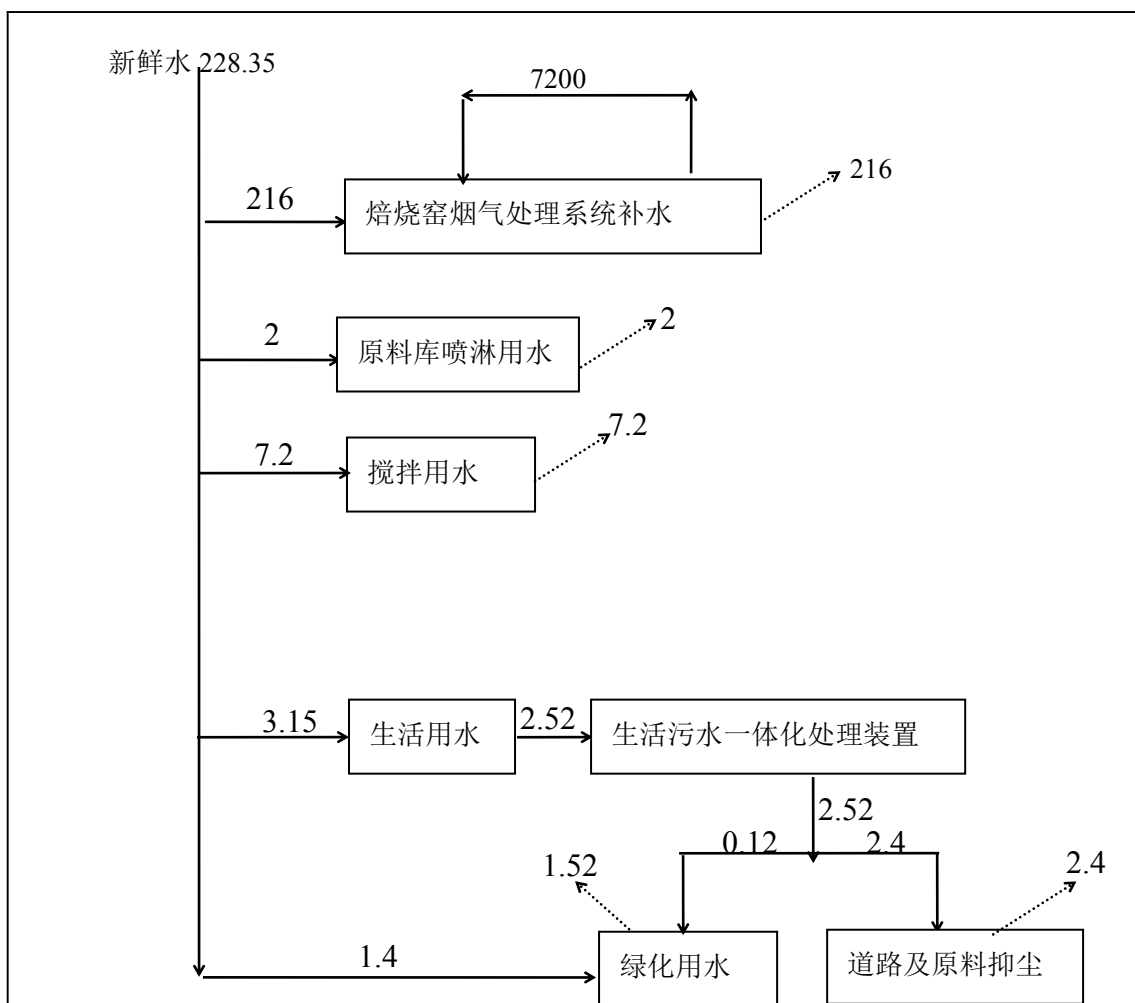 新鲜水 228.35
7200
216
焙烧窑烟气处理系统补水
216
2
原料库喷淋用水
2
7.2
搅拌用水
7.2
3.15
生活用水
2.52
生活污水一体化处理装置
2.52
0.12
2.4
1.52
2.4
1.4
绿化用水
道路及原料抑尘